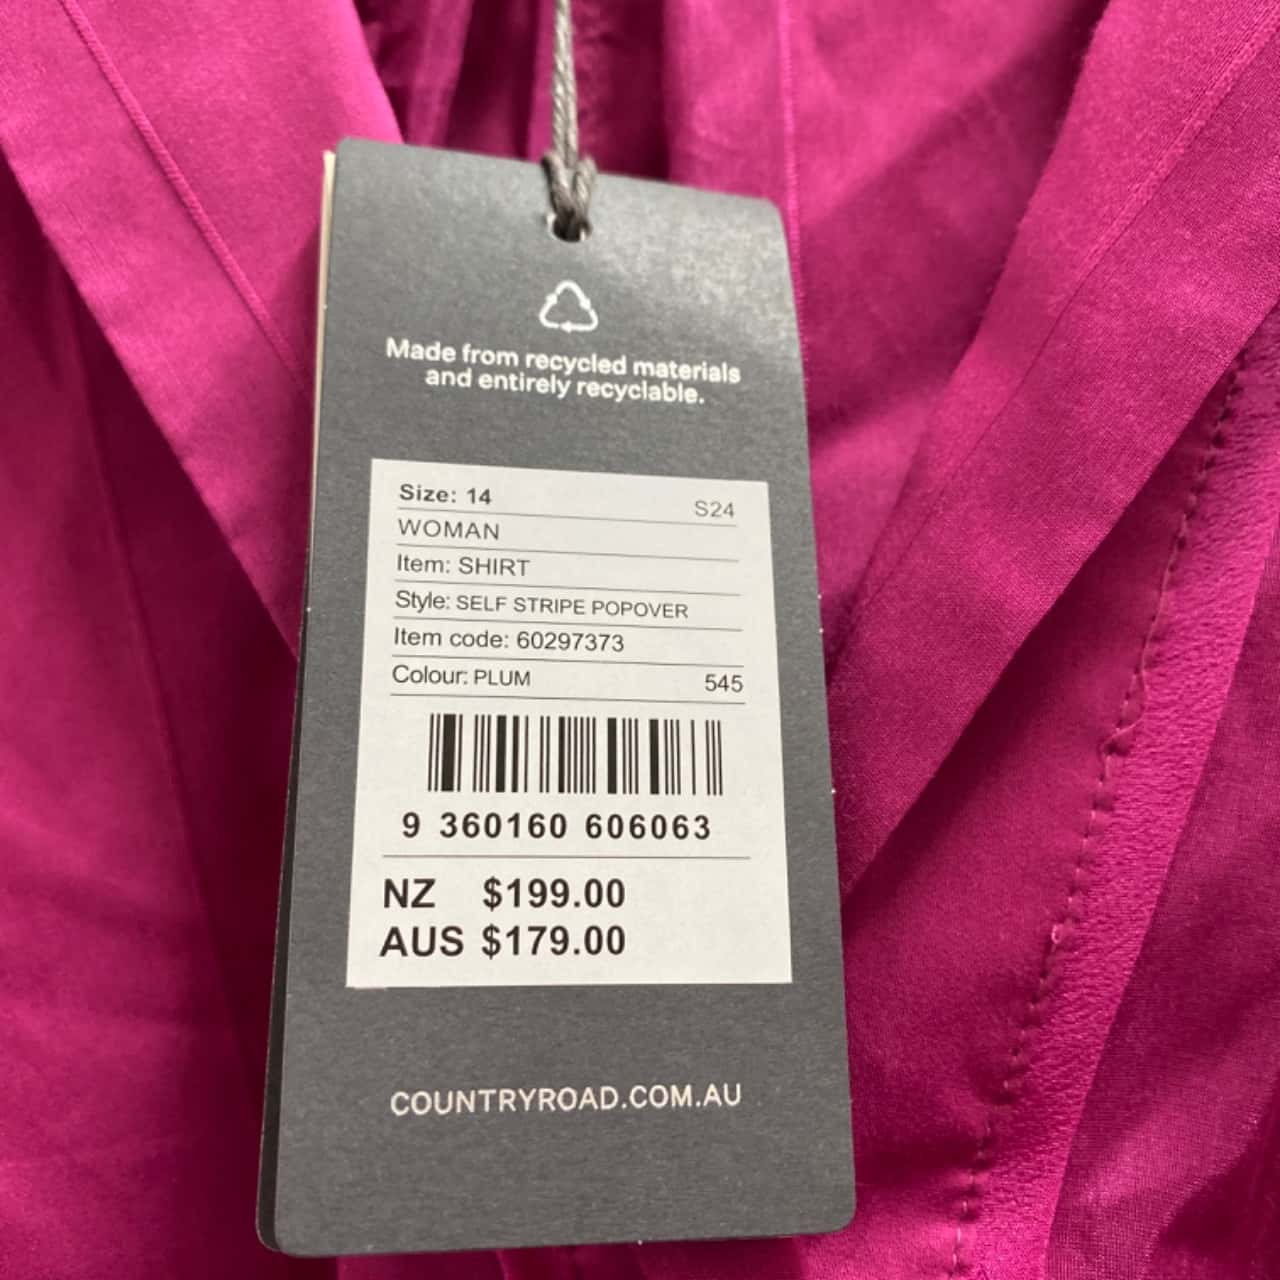 Made from recycled materials
and entirely recyclable.
Size: 14 S24
WOMAN
Item: SHIRT
Style: SELF STRIPE POPOVER
Item code: 60297373
Colour: PLUM 545
9 360160 606063
NZ $199.00
AUS $179.00
COUNTRYROAD.COM.AU